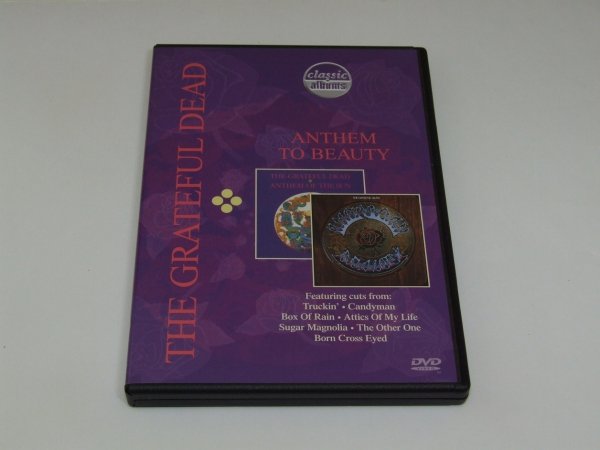 THE GRATEFUL DEAD
classic
albums
ANTHEM
TO BEAUTY
THE GRATEFUL DEAD
ANTHEM OF THE SUN
Featuring cuts from:
Truckin' • Candyman
Box Of Rain • Attics Of My Life
Sugar Magnolia • The Other One
Born Cross Eyed
DVD
VIDEO